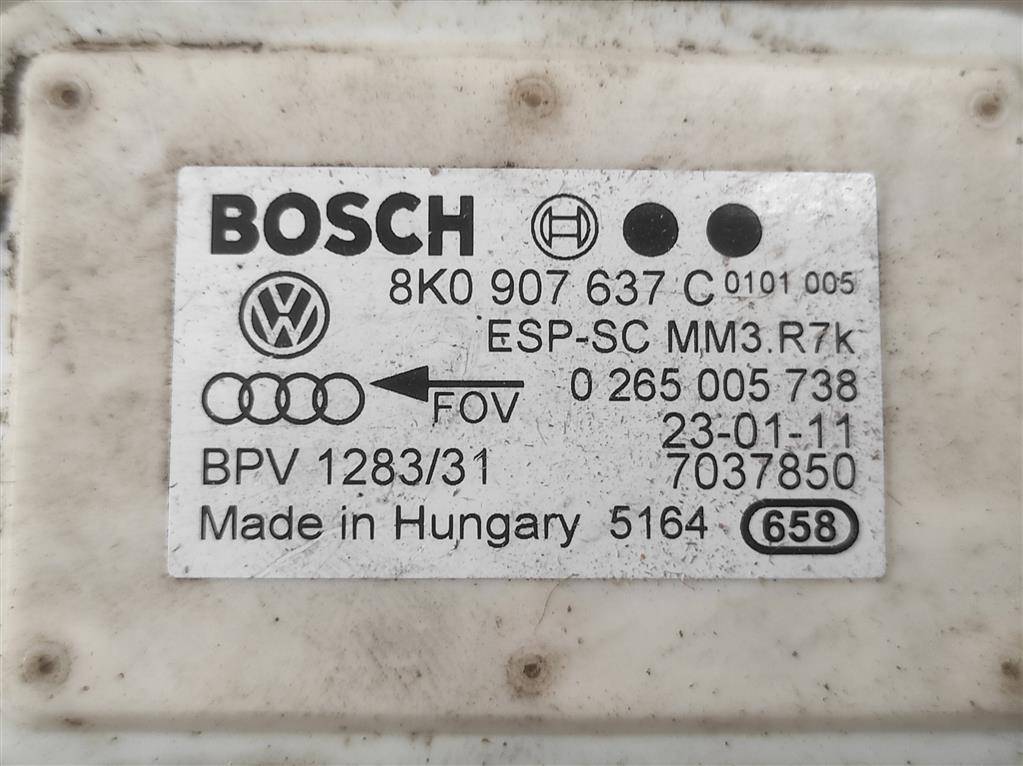 BOSCH
8K0 907 637 C 0101 005
ESP-SC MM3.R7k
FOV 0 265 005 738
23-01-11
BPV 1283/31 7037850
Made in Hungary 5164 658